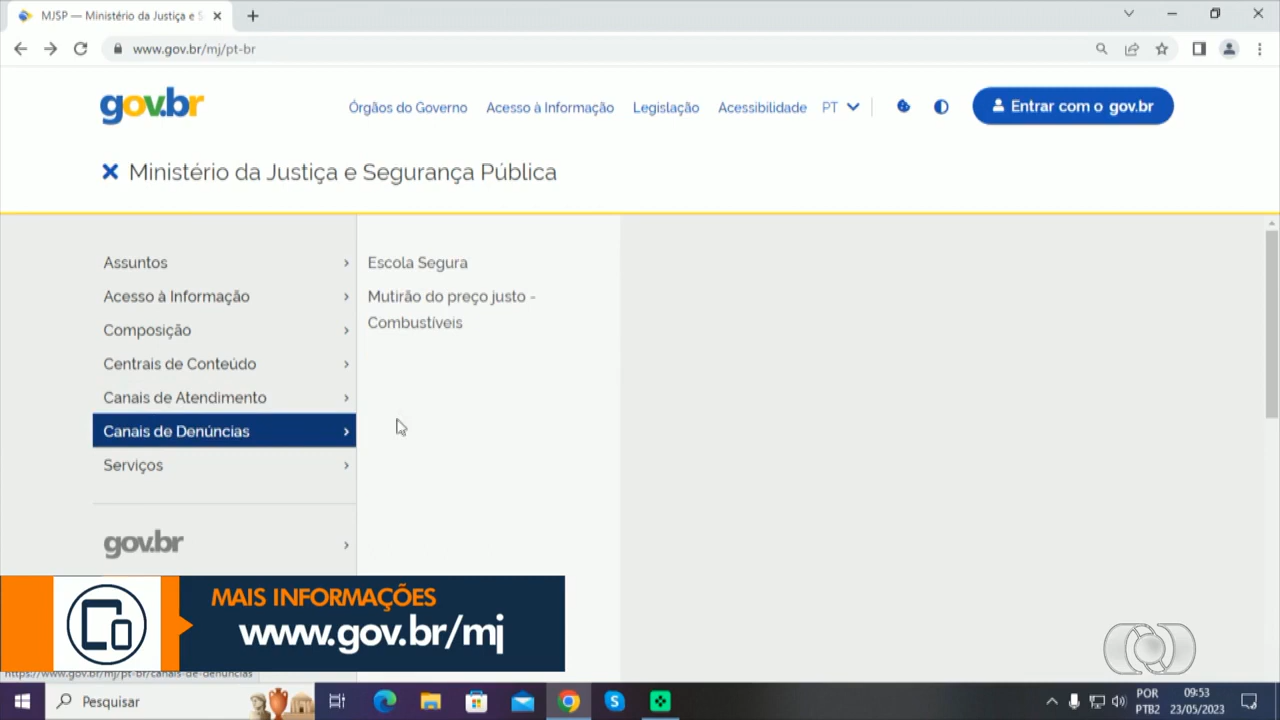 MJSP — Ministério da Justiça e S
www.gov.br/mj/pt-br
gov.br
Órgãos do Governo
Acesso à Informação
Legislação
Acessibilidade
PT
Entrar com o gov.br
Ministério da Justiça e Segurança Pública
Assuntos
Acesso à Informação
Composição
Centrais de Conteúdo
Canais de Atendimento
Canais de Denúncias
Serviços
gov.br
Escola Segura
Mutirão do preço justo -
Combustíveis
MAIS INFORMAÇÕES
www.gov.br/mj
https://www.gov.br/mj/pt-br/canais-de-denuncias
Pesquisar
POR
PTB2
09:53
23/05/2023